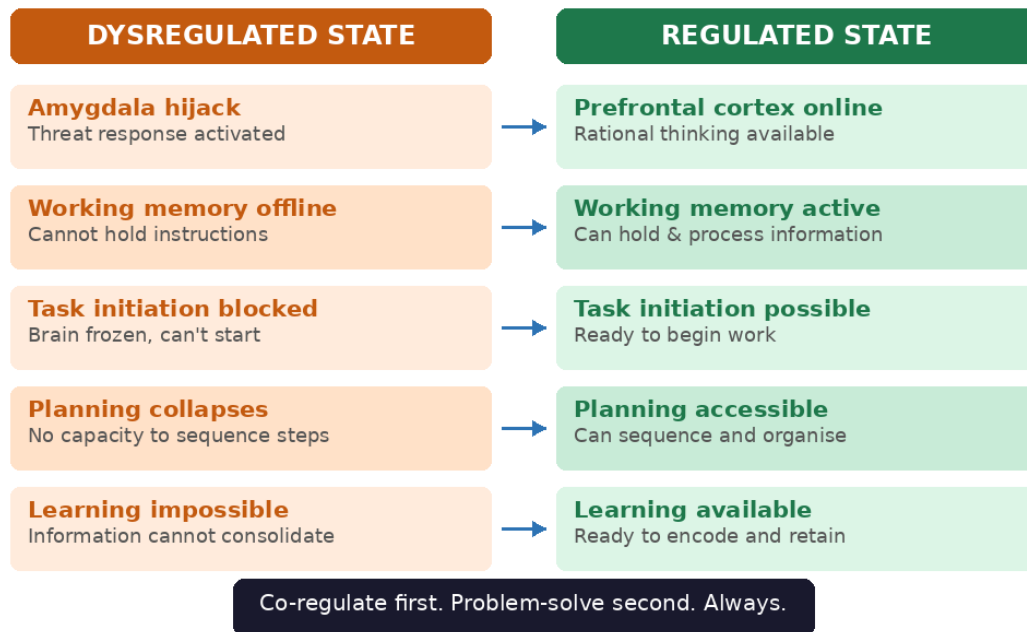 DYSREGULATED STATE
REGULATED STATE
Amygdala hijack
Threat response activated
Prefrontal cortex online
Rational thinking available
Working memory offline
Cannot hold instructions
Working memory active
Can hold & process information
Task initiation blocked
Brain frozen, can't start
Task initiation possible
Ready to begin work
Planning collapses
No capacity to sequence steps
Planning accessible
Can sequence and organise
Learning impossible
Information cannot consolidate
Learning available
Ready to encode and retain
Co-regulate first. Problem-solve second. Always.